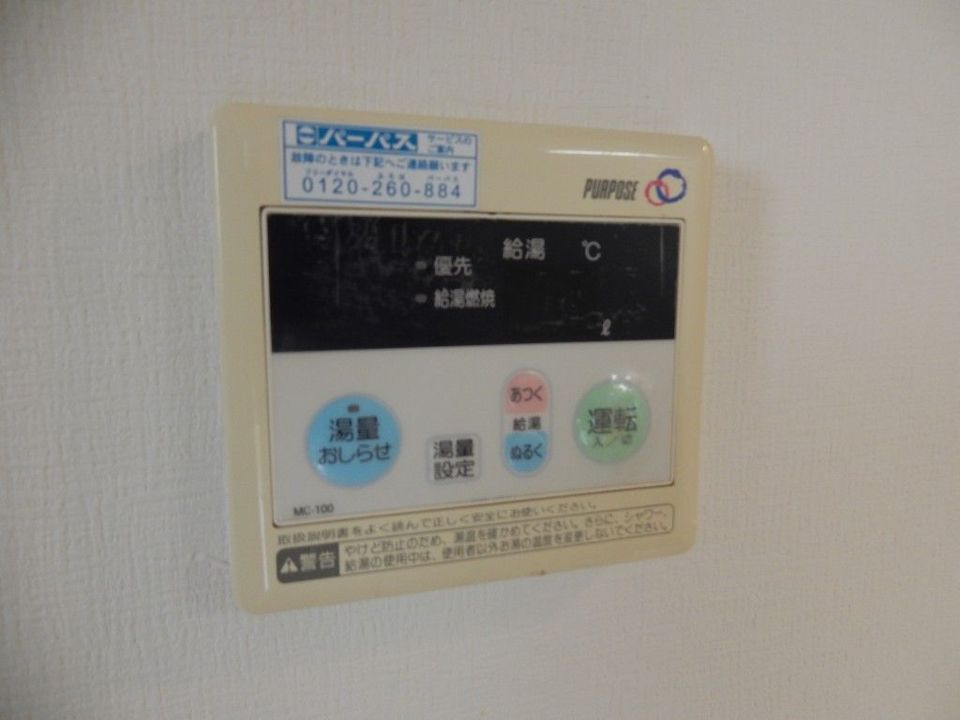 パーパス サービスのご案内
故障のときは下記へご連絡願います
フリーダイヤル
0120-260-884
PURPOSE
給湯 ℃
優先
給湯燃焼
ℓ
湯量
おしらせ
湯量
設定
あつく
給湯
ぬるく
運転
入/切
MC-100
取扱説明書をよく読んで正しく安全にお使いください。
警告
やけど防止のため、湯温を確かめてください。さらに、シャワー、
給湯の使用中は、使用者以外お湯の温度を変更しないでください。